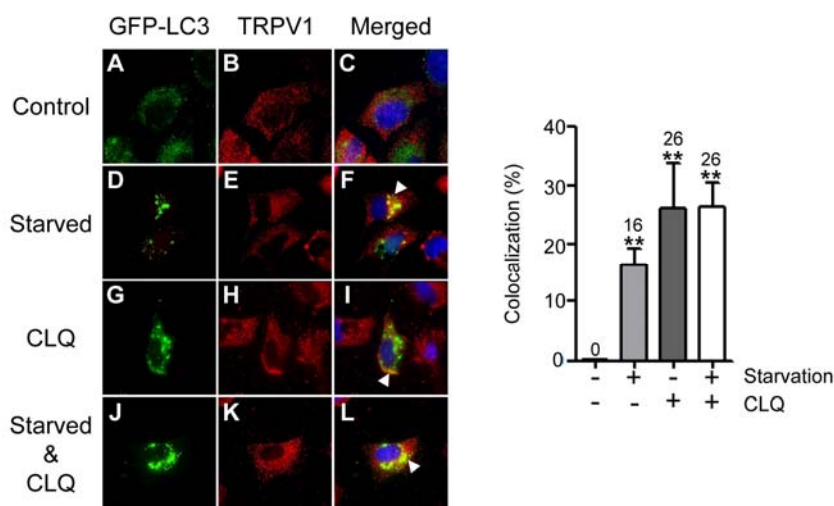 GFP-LC3 TRPV1 Merged
Control
A B C
Starved
D E F
CLQ
G H I
Starved
&
CLQ
J K L
Colocalization (%)
40
30
20
10
0
0 16 26 26
** ** **
- + - + Starvation
- - + + CLQ